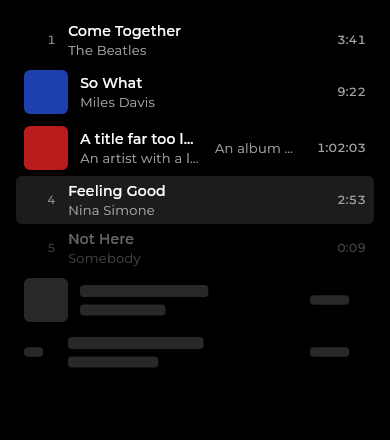 1 Come Together 3:41
The Beatles
So What 9:22
Miles Davis
A title far too l... An album ... 1:02:03
An artist with a l...
4 Feeling Good 2:53
Nina Simone
5 Not Here 0:09
Somebody